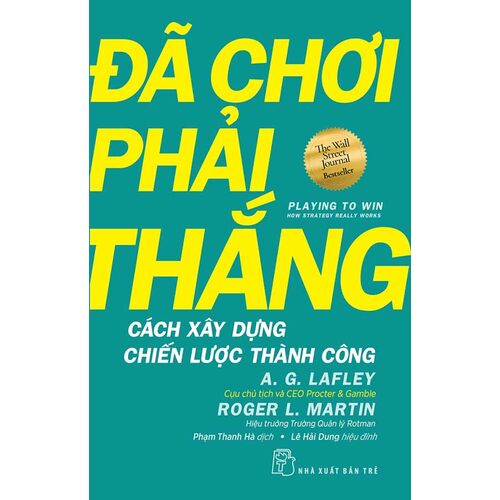 ĐÃ CHƠI
PHẢI
The Wall
Street
Journal
Bestseller
PLAYING TO WIN
HOW STRATEGY REALLY WORKS
THẮNG
CÁCH XÂY DỰNG
CHIẾN LƯỢC THÀNH CÔNG
A. G. LAFLEY
Cựu chủ tịch và CEO Procter & Gamble
ROGER L. MARTIN
Hiệu trưởng Trường Quản lý Rotman
Phạm Thanh Hà dịch • Lê Hải Dung hiệu đính
NHÀ XUẤT BẢN TRẺ